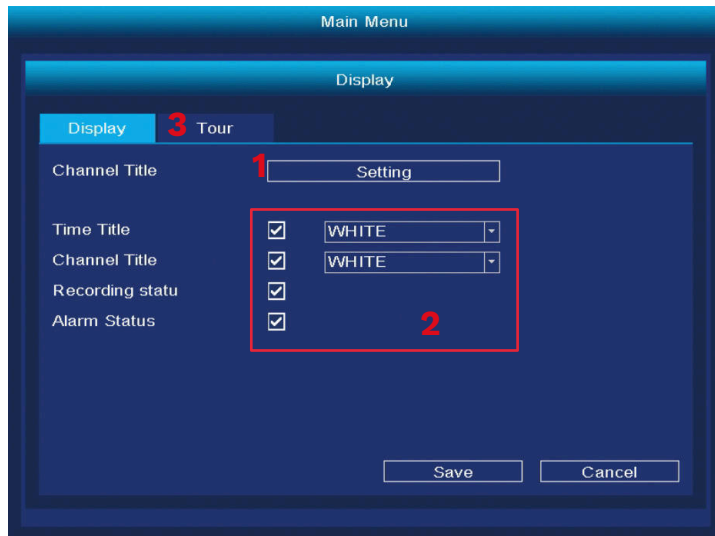 Main Menu
Display
Display 3 Tour
Channel Title 1 Setting
Time Title WHITE
Channel Title WHITE
Recording statu
Alarm Status
2
Save Cancel